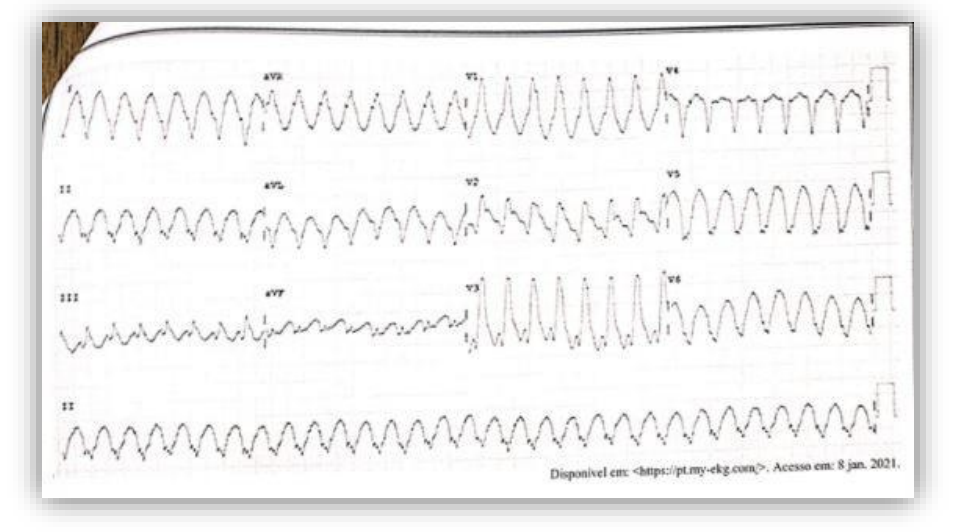 I aVR V1 V4
II aVL V2 V5
III aVF V3 V6
II
Disponível em: <https://pt.my-ekg.com/>. Acesso em: 8 jan. 2021.